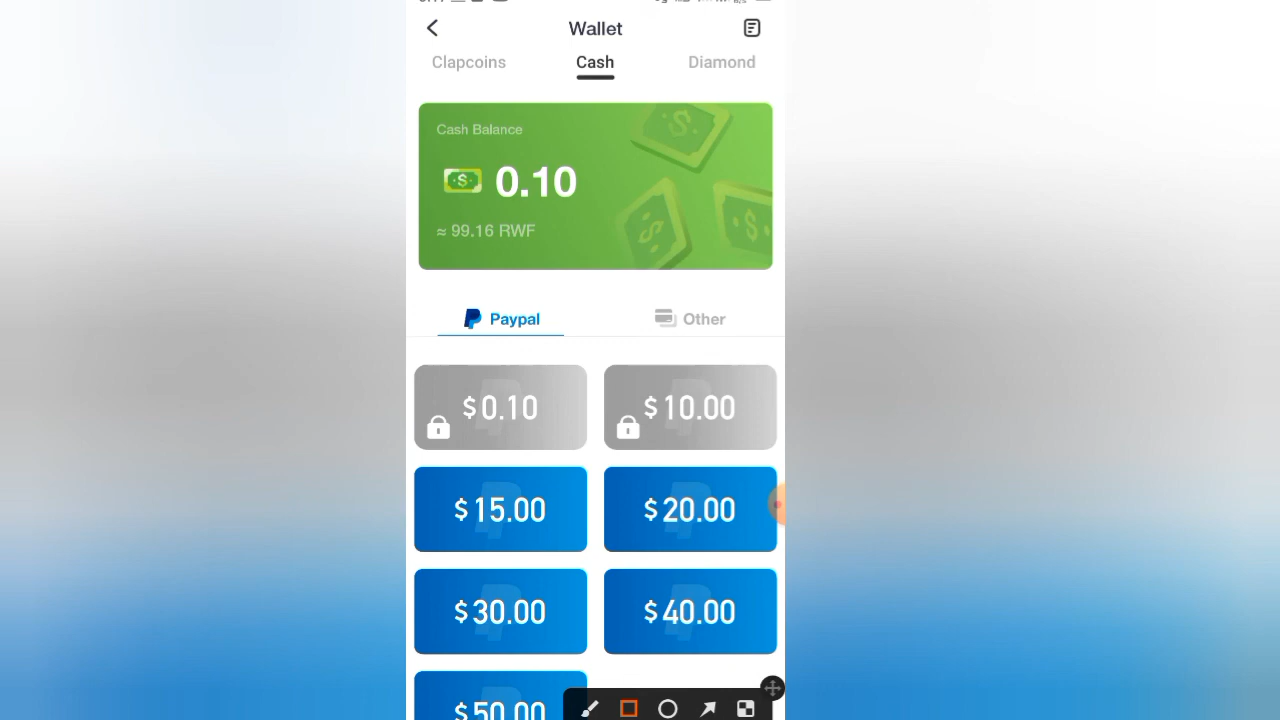 Wallet
Clapcoins Cash Diamond
Cash Balance
0.10
≈ 99.16 RWF
Paypal Other
$0.10 $10.00
$15.00 $20.00
$30.00 $40.00
$50.00